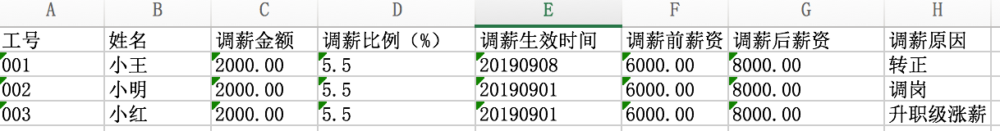 A B C D E F G H
工号 姓名 调薪金额 调薪比例（%） 调薪生效时间 调薪前薪资 调薪后薪资 调薪原因
001 小王 2000.00 5.5 20190908 6000.00 8000.00 转正
002 小明 2000.00 5.5 20190901 6000.00 8000.00 调岗
003 小红 2000.00 5.5 20190901 6000.00 8000.00 升职级涨薪